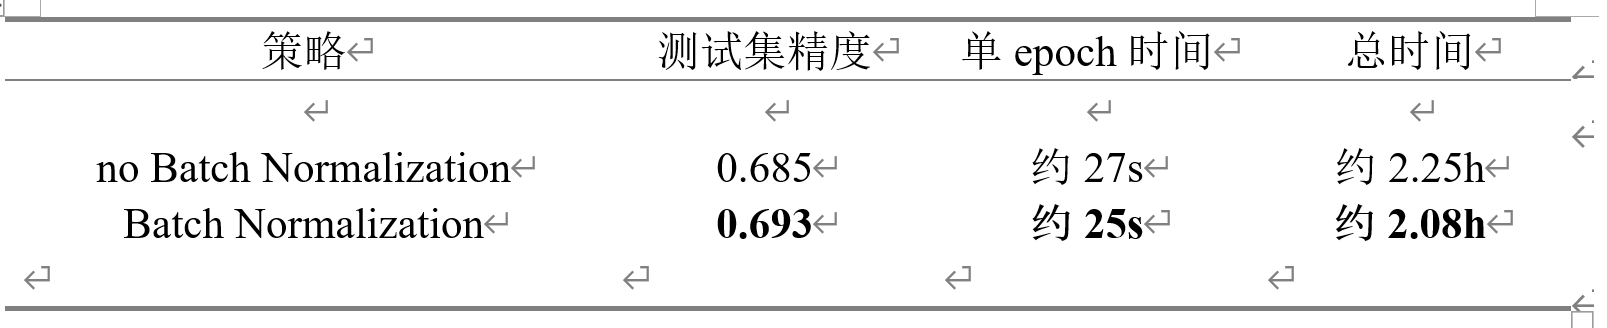 策略 测试集精度 单 epoch 时间 总时间
no Batch Normalization 0.685 约 27s 约 2.25h
Batch Normalization 0.693 约 25s 约 2.08h